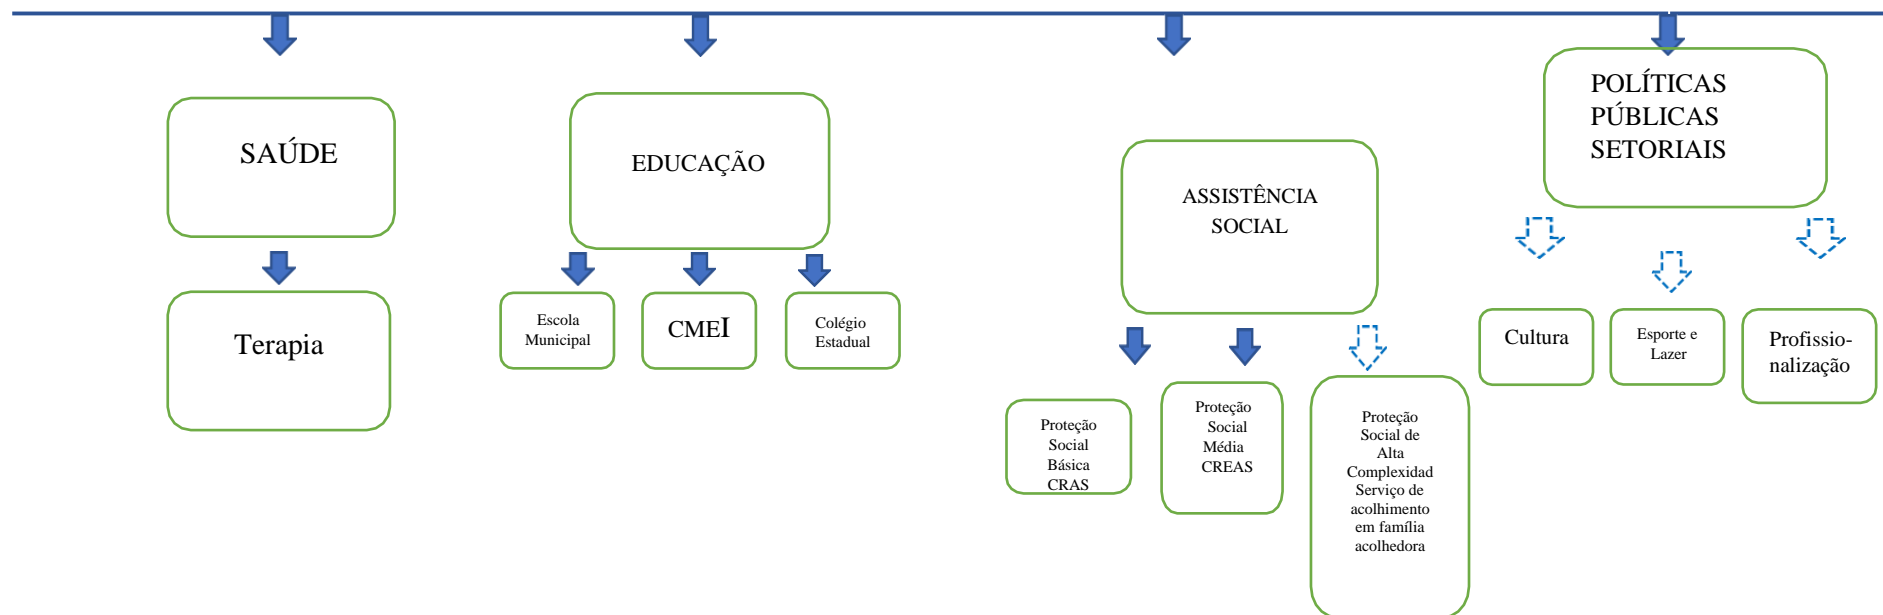 SAÚDE
Terapia
EDUCAÇÃO
Escola
Municipal
CMEI
Colégio
Estadual
ASSISTÊNCIA
SOCIAL
Proteção
Social
Básica
CRAS
Proteção
Social
Média
CREAS
Proteção
Social de
Alta
Complexidad
Serviço de
acolhimento
em família
acolhedora
POLÍTICAS
PÚBLICAS
SETORIAIS
Cultura
Esporte e
Lazer
Profissio-
nalização